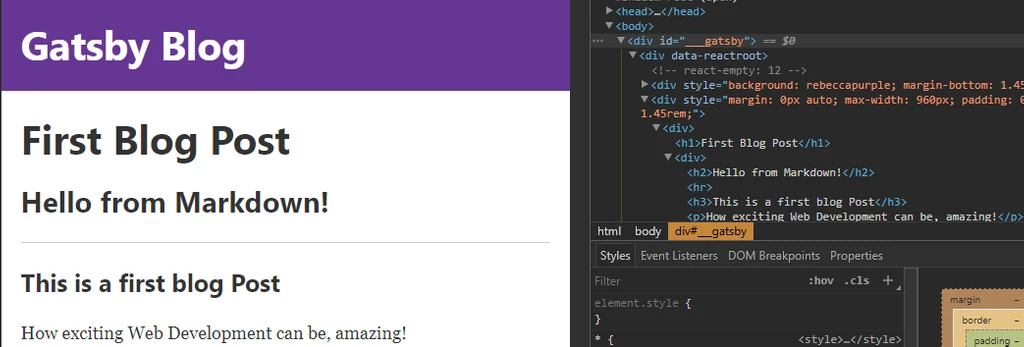 Gatsby Blog
First Blog Post
Hello from Markdown!
This is a first blog Post
How exciting Web Development can be, amazing!
<head>…</head>
<body>
<div id="___gatsby"> == $0
<div data-reactroot>
<!-- react-empty: 12 -->
<div style="background: rebeccapurple; margin-bottom: 1.45
<div style="margin: 0px auto; max-width: 960px; padding: 0
1.45rem;">
<div>
<h1>First Blog Post</h1>
<div>
<h2>Hello from Markdown!</h2>
<hr>
<h3>This is a first blog Post</h3>
<p>How exciting Web Development can be, amazing!</p>
html body div#___gatsby
Styles Event Listeners DOM Breakpoints Properties
Filter :hov .cls +
element.style {
}
* { <style>…</style>
margin –
border –
padding –